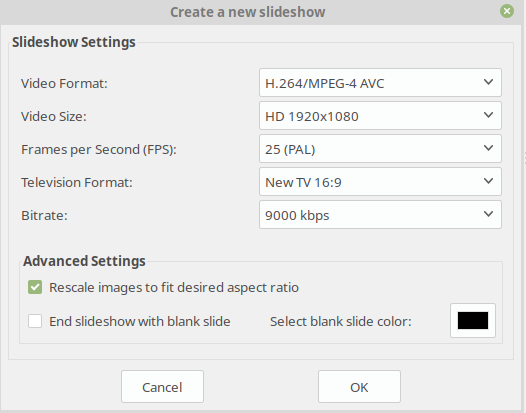 Create a new slideshow
Slideshow Settings
Video Format: H.264/MPEG-4 AVC
Video Size: HD 1920x1080
Frames per Second (FPS): 25 (PAL)
Television Format: New TV 16:9
Bitrate: 9000 kbps
Advanced Settings
Rescale images to fit desired aspect ratio
End slideshow with blank slide Select blank slide color:
Cancel OK